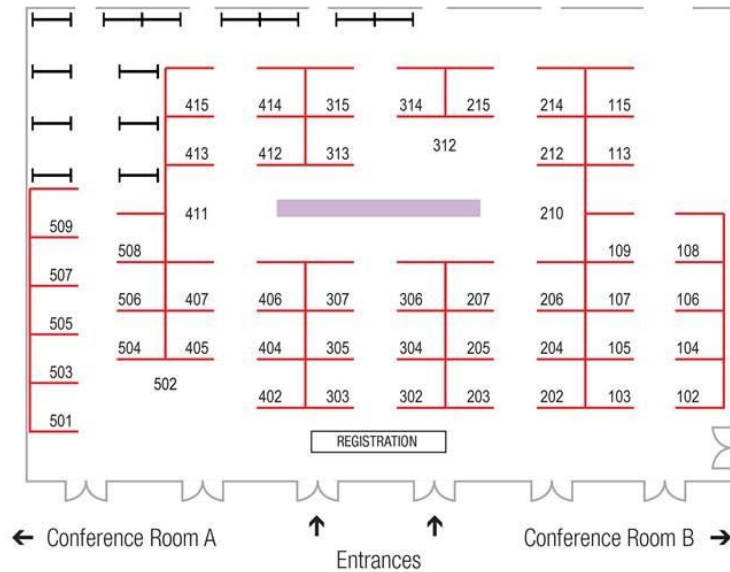 415 414 315 314 215 214 115
312
413 412 313 212 113
411 210
509
508 109 108
507
506 407 406 307 306 207 206 107 106
505
504 405 404 305 304 205 204 105 104
503
502
402 303 302 203 202 103 102
501
REGISTRATION
← Conference Room A ↑ ↑ Conference Room B →
Entrances